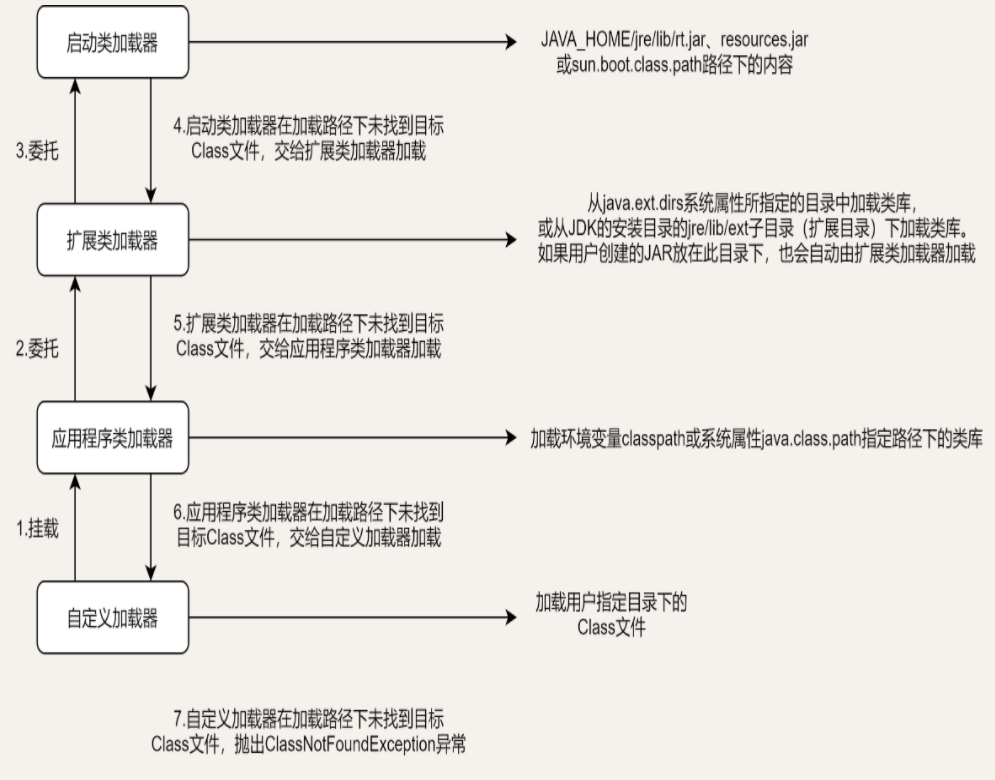 启动类加载器
JAVA_HOME/jre/lib/rt.jar、resources.jar
或sun.boot.class.path路径下的内容
3.委托
4.启动类加载器在加载路径下未找到目标
Class文件，交给扩展类加载器加载
扩展类加载器
从java.ext.dirs系统属性所指定的目录中加载类库，
或从JDK的安装目录的jre/lib/ext子目录（扩展目录）下加载类库。
如果用户创建的JAR放在此目录下，也会自动由扩展类加载器加载
2.委托
5.扩展类加载器在加载路径下未找到目标
Class文件，交给应用程序类加载器加载
应用程序类加载器
加载环境变量classpath或系统属性java.class.path指定路径下的类库
1.挂载
6.应用程序类加载器在加载路径下未找到
目标Class文件，交给自定义加载器加载
自定义加载器
加载用户指定目录下的
Class文件
7.自定义加载器在加载路径下未找到目标
Class文件，抛出ClassNotFoundException异常